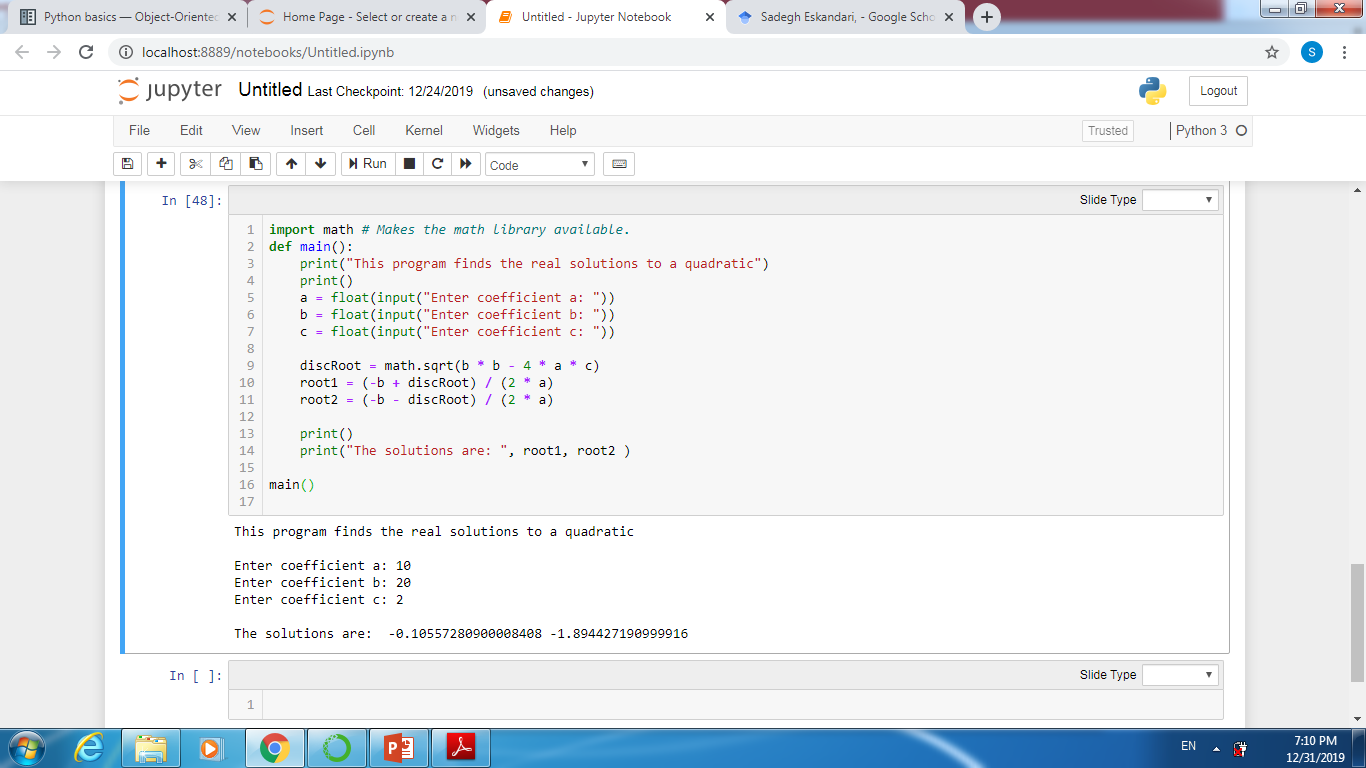 Python basics — Object-Oriented
Home Page - Select or create a n
Untitled - Jupyter Notebook
Sadegh Eskandari, - Google Scho
localhost:8889/notebooks/Untitled.ipynb
S
jupyter Untitled Last Checkpoint: 12/24/2019 (unsaved changes)
Logout
File Edit View Insert Cell Kernel Widgets Help
Trusted
Python 3
Run
Code
In [48]:
Slide Type
1 import math # Makes the math library available.
2 def main():
3     print("This program finds the real solutions to a quadratic")
4     print()
5     a = float(input("Enter coefficient a: "))
6     b = float(input("Enter coefficient b: "))
7     c = float(input("Enter coefficient c: "))
8
9     discRoot = math.sqrt(b * b - 4 * a * c)
10     root1 = (-b + discRoot) / (2 * a)
11     root2 = (-b - discRoot) / (2 * a)
12
13     print()
14     print("The solutions are: ", root1, root2 )
15
16 main()
17
This program finds the real solutions to a quadratic
Enter coefficient a: 10
Enter coefficient b: 20
Enter coefficient c: 2
The solutions are:  -0.10557280900008408 -1.894427190999916
In [ ]:
Slide Type
1
EN
7:10 PM
12/31/2019